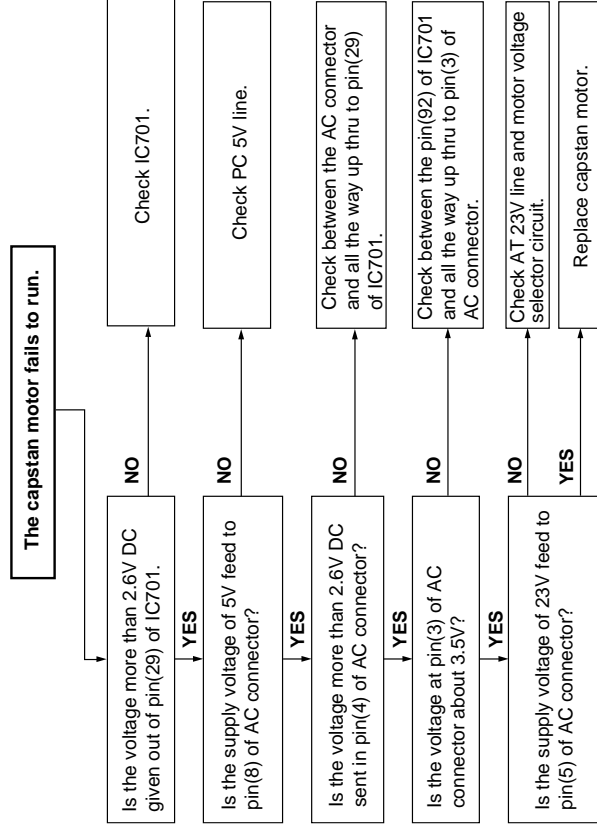 The capstan motor fails to run.
Is the voltage more than 2.6V DC
given out of pin(29) of IC701.
NO
Check IC701.
YES
Is the supply voltage of 5V feed to
pin(8) of AC connector?
NO
Check PC 5V line.
YES
Is the voltage more than 2.6V DC
sent in pin(4) of AC connector?
NO
Check between the AC connector
and all the way up thru to pin(29)
of IC701.
YES
Is the voltage at pin(3) of AC
connector about 3.5V?
NO
Check between the pin(92) of IC701
and all the way up thru to pin(3) of
AC connector.
YES
Is the supply voltage of 23V feed to
pin(5) of AC connector?
NO
Check AT 23V line and motor voltage
selector circuit.
YES
Replace capstan motor.